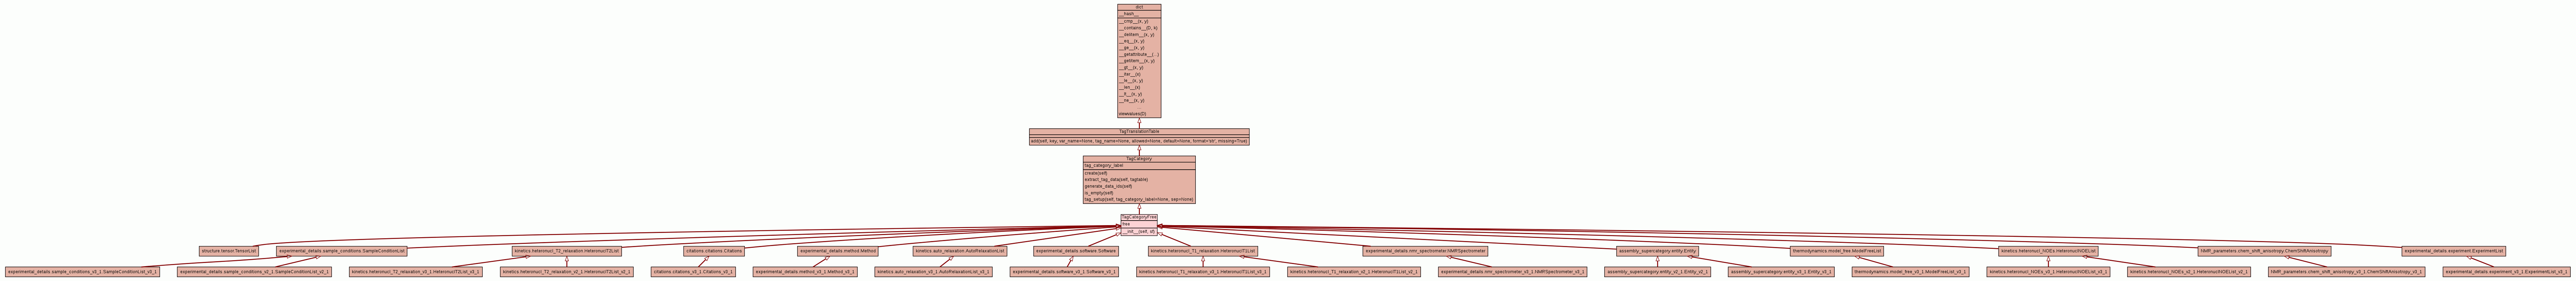 dict
__hash__
__cmp__(x, y)
__contains__(D, k)
__delitem__(x, y)
__eq__(x, y)
__ge__(x, y)
__getattribute__(...)
__getitem__(x, y)
__gt__(x, y)
__iter__(x)
__le__(x, y)
__len__(x)
__lt__(x, y)
__ne__(x, y)
viewvalues(D)
TagTranslationTable
add(self, key, var_name=None, tag_name=None, allowed=None, default=None, format='str', missing=True)
TagCategory
tag_category_label
create(self)
extract_tag_data(self, tagtable)
generate_data_ids(self)
is_empty(self)
tag_setup(self, tag_category_label=None, sep=None)
TagCategoryFree
free
__init__(self, sf)
structure.tensor.TensorList
experimental_details.sample_conditions.SampleConditionList
kinetics.heteronucl_T2_relaxation.HeteronuclT2List
citations.citations.Citations
experimental_details.method.Method
kinetics.auto_relaxation.AutoRelaxationList
experimental_details.software.Software
kinetics.heteronucl_T1_relaxation.HeteronuclT1List
experimental_details.nmr_spectrometer.NMRSpectrometer
assembly_supercategory.entity.Entity
thermodynamics.model_free.ModelFreeList
kinetics.heteronucl_NOEs.HeteronuclNOEList
NMR_parameters.chem_shift_anisotropy.ChemShiftAnisotropy
experimental_details.experiment.ExperimentList
experimental_details.sample_conditions_v3_1.SampleConditionList_v3_1
experimental_details.sample_conditions_v2_1.SampleConditionList_v2_1
kinetics.heteronucl_T2_relaxation_v3_1.HeteronuclT2List_v3_1
kinetics.heteronucl_T2_relaxation_v2_1.HeteronuclT2List_v2_1
citations.citations_v3_1.Citations_v3_1
experimental_details.method_v3_1.Method_v3_1
kinetics.auto_relaxation_v3_1.AutoRelaxationList_v3_1
experimental_details.software_v3_1.Software_v3_1
kinetics.heteronucl_T1_relaxation_v3_1.HeteronuclT1List_v3_1
kinetics.heteronucl_T1_relaxation_v2_1.HeteronuclT1List_v2_1
experimental_details.nmr_spectrometer_v3_1.NMRSpectrometer_v3_1
assembly_supercategory.entity_v2_1.Entity_v2_1
assembly_supercategory.entity_v3_1.Entity_v3_1
thermodynamics.model_free_v3_1.ModelFreeList_v3_1
kinetics.heteronucl_NOEs_v3_1.HeteronuclNOEList_v3_1
kinetics.heteronucl_NOEs_v2_1.HeteronuclNOEList_v2_1
NMR_parameters.chem_shift_anisotropy_v3_1.ChemShiftAnisotropy_v3_1
experimental_details.experiment_v3_1.ExperimentList_v3_1